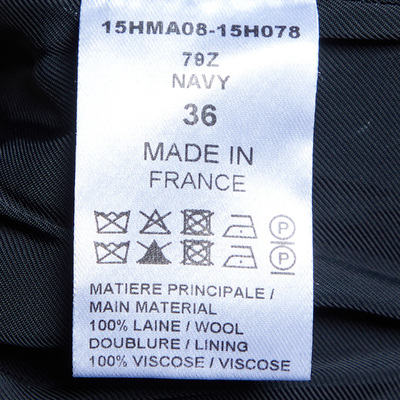 15HMA08-15H078
79Z
NAVY
36
MADE IN
FRANCE
P
P
MATIERE PRINCIPALE /
MAIN MATERIAL
100% LAINE / WOOL
DOUBLURE / LINING
100% VISCOSE / VISCOSE